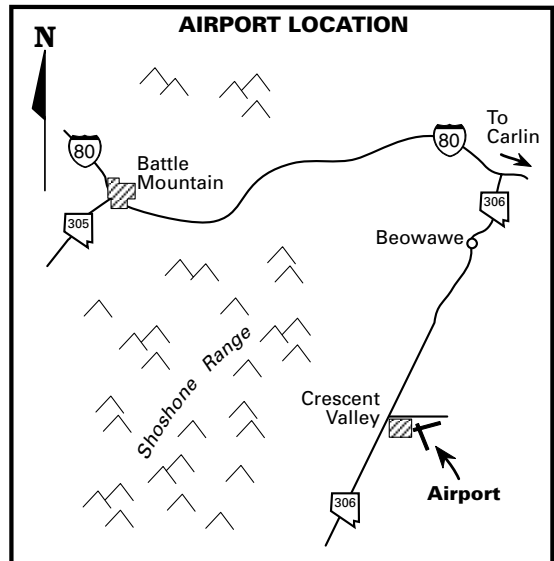 AIRPORT LOCATION
N
To
Carlin
80
80
Battle
Mountain
306
305
Beowawe
Shoshone Range
Crescent
Valley
Airport
306